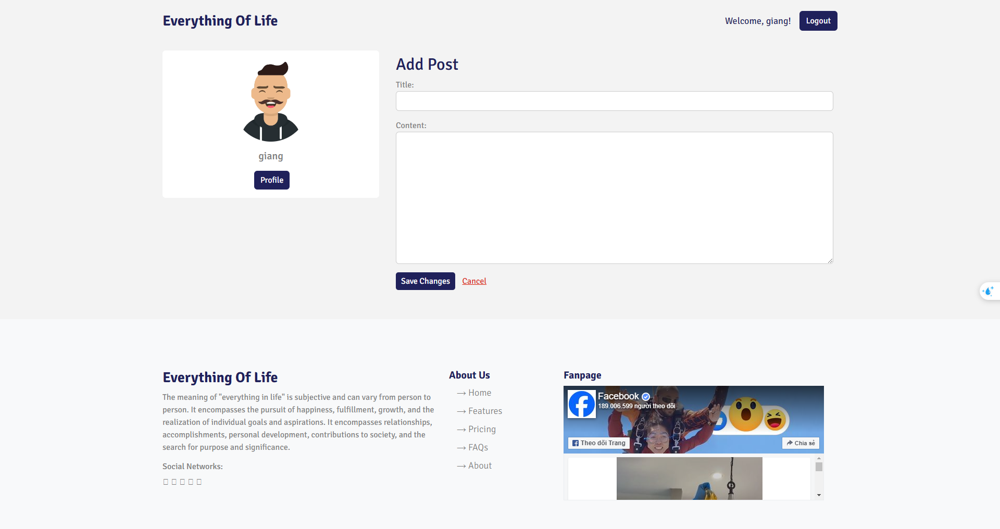 Everything Of Life
Welcome, giang!
Logout
giang
Profile
Add Post
Title:
Content:
Save Changes
Cancel
Everything Of Life
The meaning of "everything in life" is subjective and can vary from person to
person. It encompasses the pursuit of happiness, fulfillment, growth, and the
realization of individual goals and aspirations. It encompasses relationships,
accomplishments, personal development, contributions to society, and the
search for purpose and significance.
Social Networks:
About Us
→ Home
→ Features
→ Pricing
→ FAQs
→ About
Fanpage
Facebook
189.006.599 người theo dõi
Theo dõi Trang
Chia sẻ